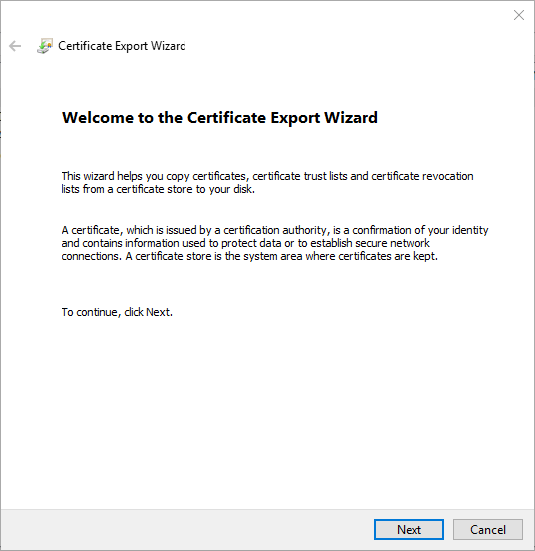 Certificate Export Wizard
Welcome to the Certificate Export Wizard
This wizard helps you copy certificates, certificate trust lists and certificate revocation
lists from a certificate store to your disk.
A certificate, which is issued by a certification authority, is a confirmation of your identity
and contains information used to protect data or to establish secure network
connections. A certificate store is the system area where certificates are kept.
To continue, click Next.
Next
Cancel